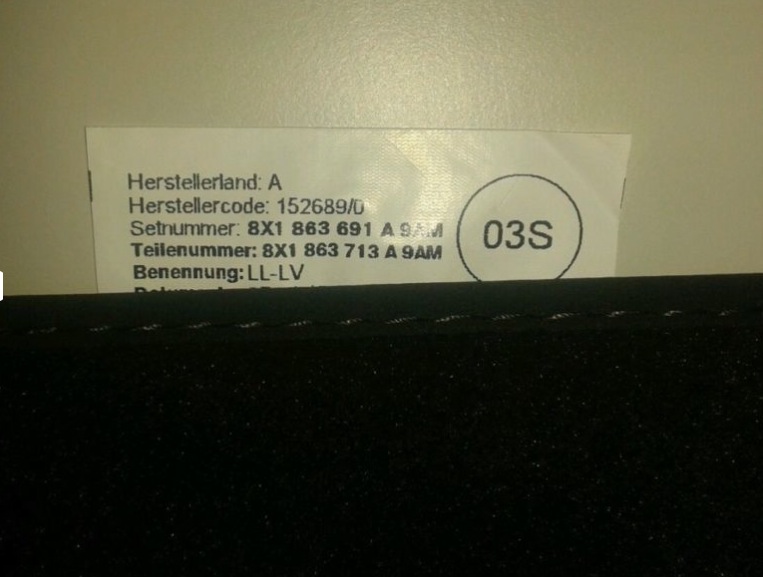 Herstellerland: A
Herstellercode: 152689/0
Setnummer: 8X1 863 691 A 9AM
Teilenummer: 8X1 863 713 A 9AM
Benennung: LL-LV
03S